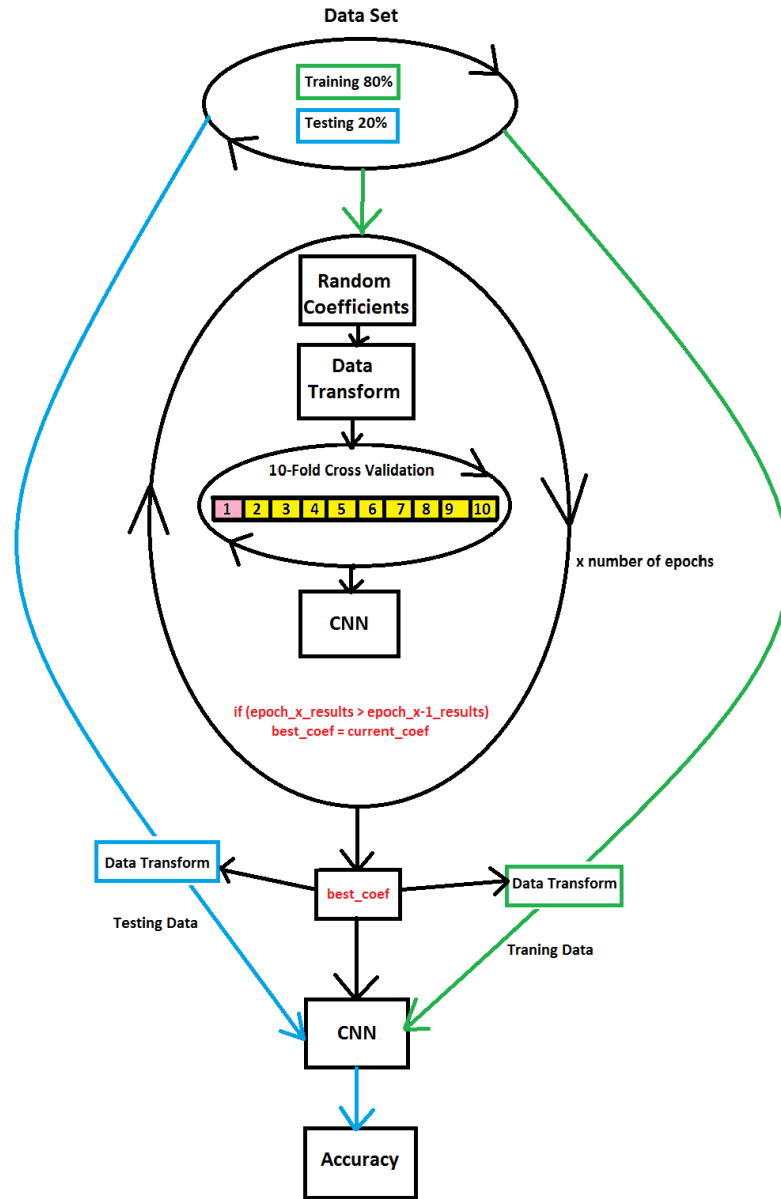 Data Set
Training 80%
Testing 20%
Random
Coefficients
Data
Transform
10-Fold Cross Validation
1 2 3 4 5 6 7 8 9 10
x number of epochs
CNN
if (epoch_x_results > epoch_x-1_results)
best_coef = current_coef
Data Transform
best_coef
Data Transform
Testing Data
Traning Data
CNN
Accuracy